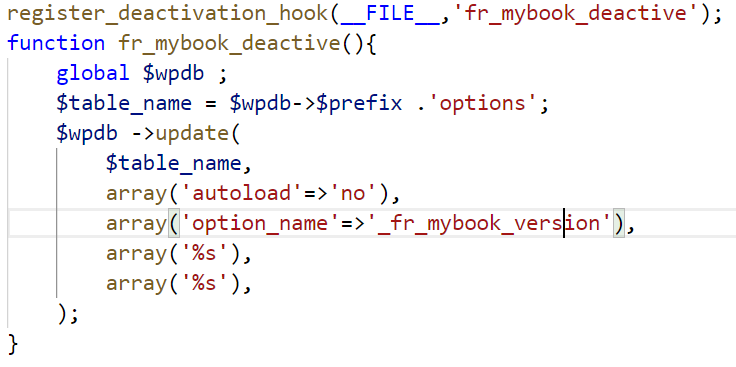 register_deactivation_hook(__FILE__,'fr_mybook_deactive');
function fr_mybook_deactive(){
    global $wpdb ;
    $table_name = $wpdb->$prefix .'options';
    $wpdb ->update(
        $table_name,
        array('autoload'=>'no'),
        array('option_name'=>'_fr_mybook_version'),
        array('%s'),
        array('%s'),
    );
}